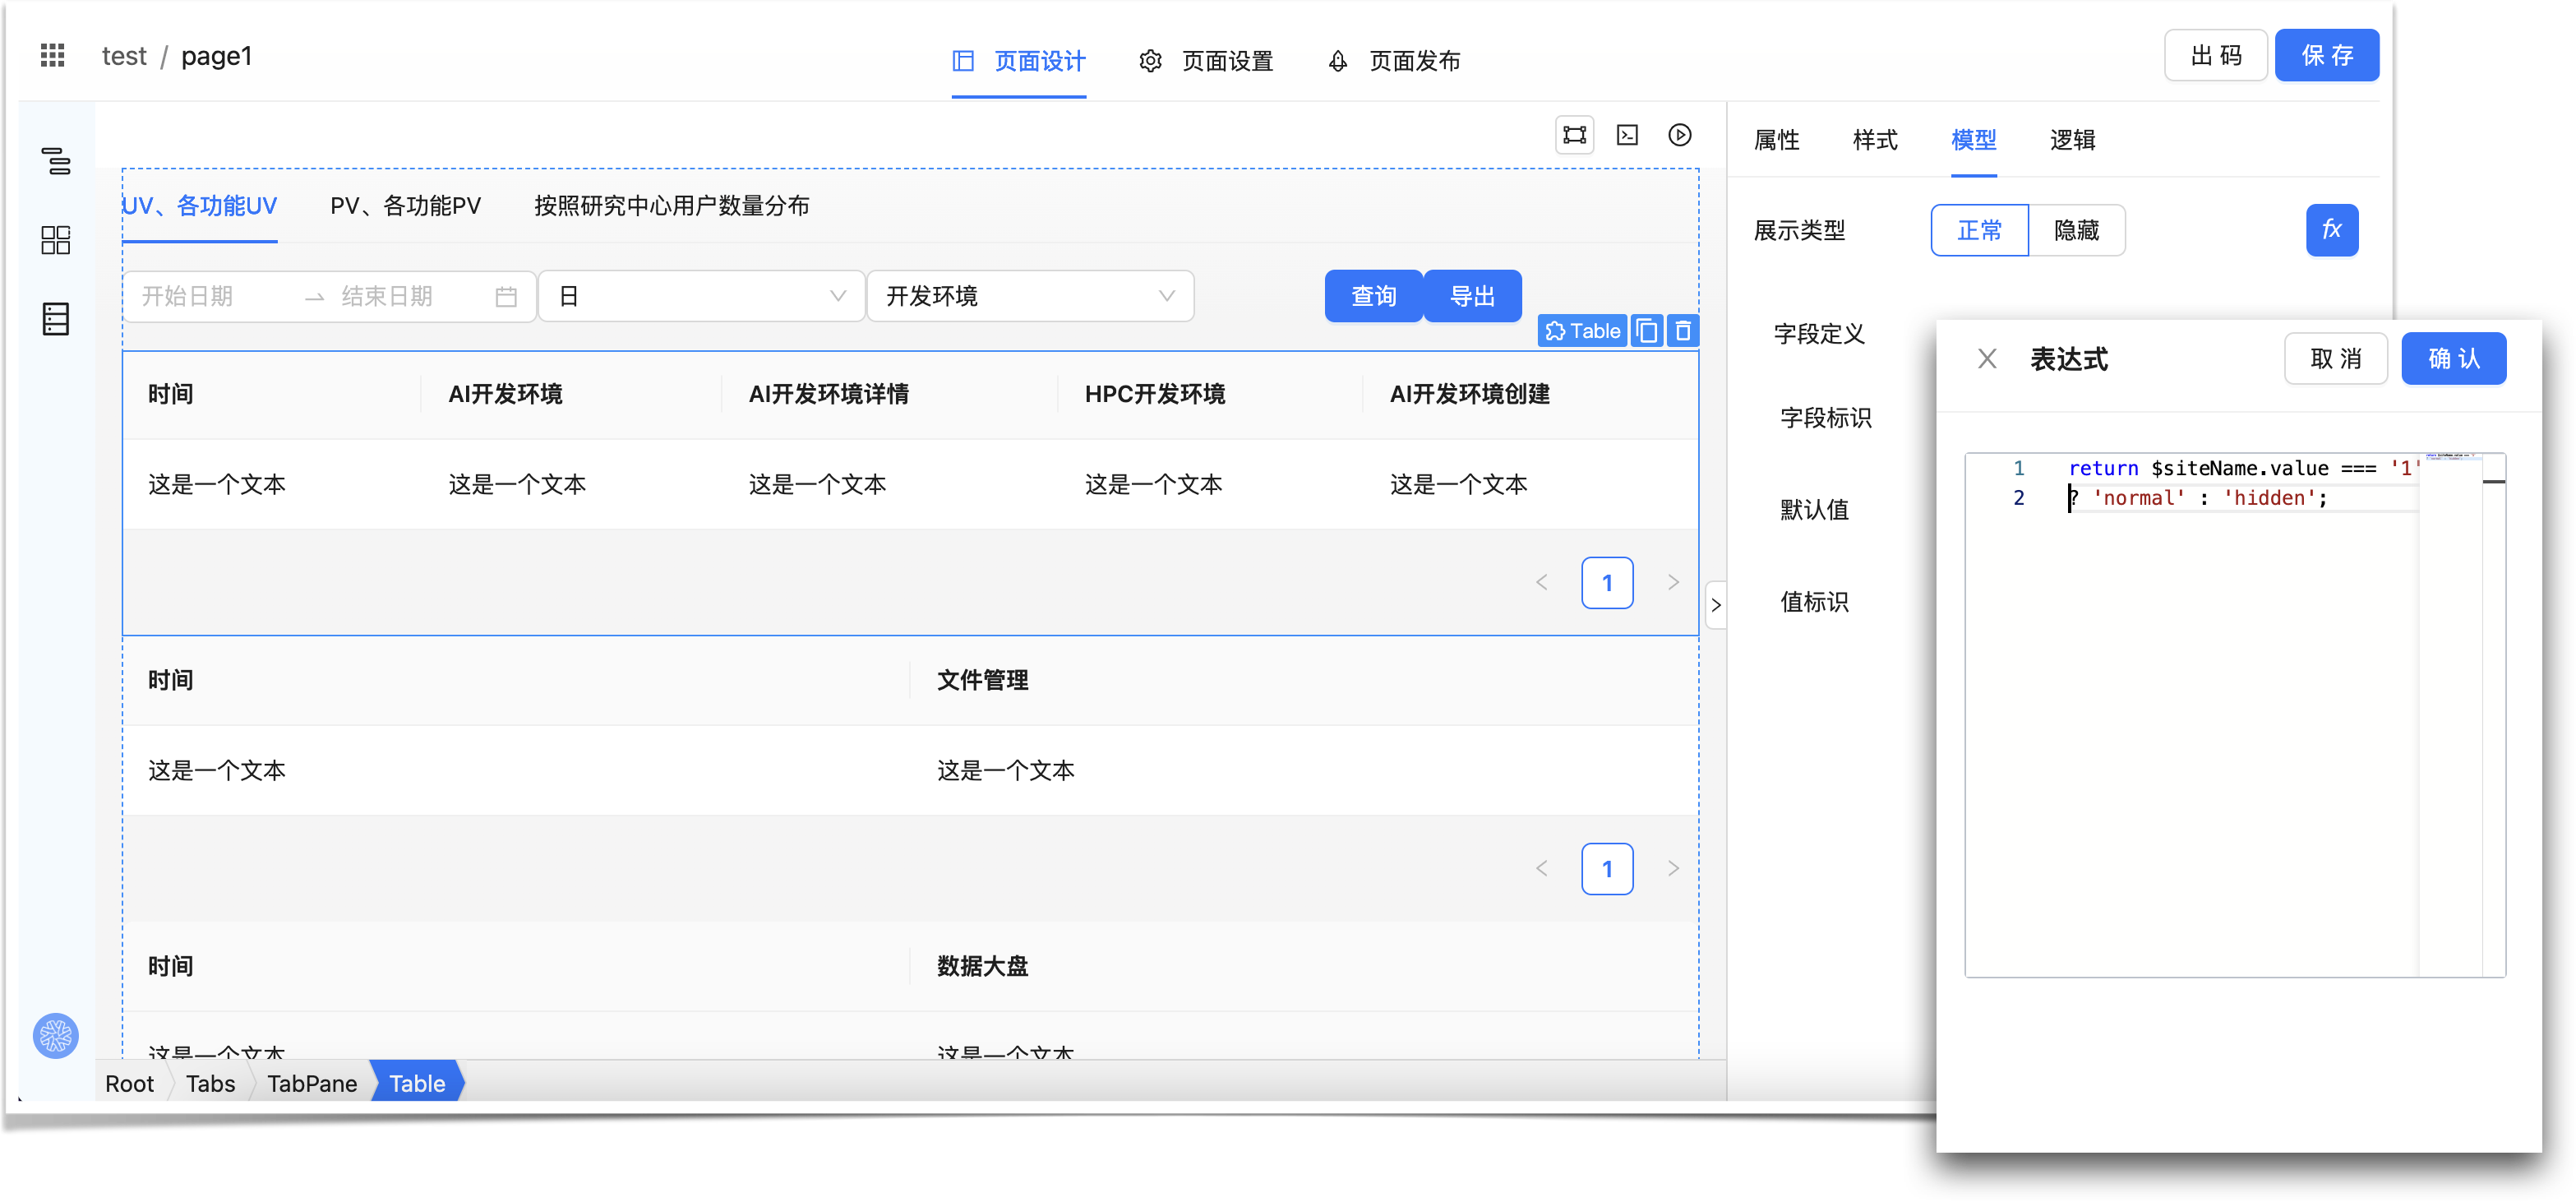 test / page1
页面设计
页面设置
页面发布
出 码
保 存
属性
样式
模型
逻辑
UV、各功能UV
PV、各功能PV
按照研究中心用户数量分布
展示类型
正常
隐藏
fx
开始日期
结束日期
日
开发环境
查询
导出
Table
字段定义
字段标识
默认值
值标识
时间
AI开发环境
AI开发环境详情
HPC开发环境
AI开发环境创建
这是一个文本
这是一个文本
这是一个文本
这是一个文本
这是一个文本
1
时间
文件管理
这是一个文本
这是一个文本
1
时间
数据大盘
这是一个文本
这是一个文本
Root
Tabs
TabPane
Table
表达式
取 消
确 认
1 return $siteName.value === '1'
2 ? 'normal' : 'hidden';